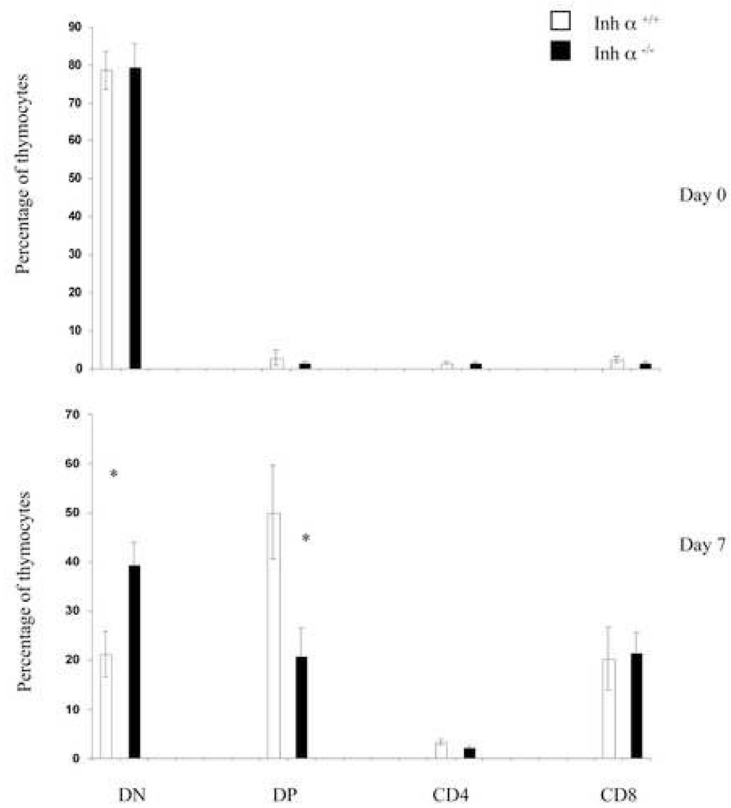 Inh α +/+
Inh α -/-
90
80
70
60
50
40
30
20
10
0
Percentage of thymocytes
Day 0
70
60
50
40
30
20
10
0
Percentage of thymocytes
*
*
Day 7
DN DP CD4 CD8